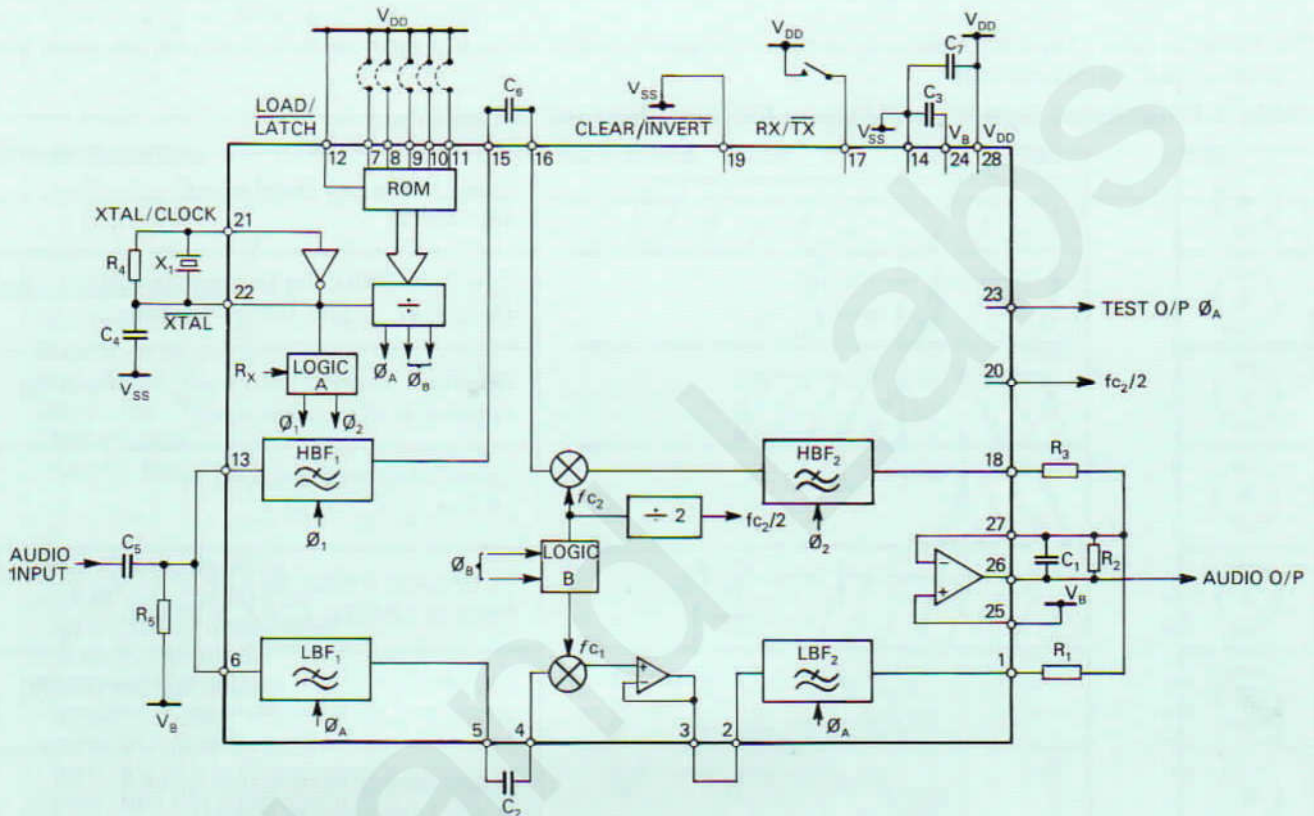 VDD
VDD
VDD
C7
C6
VSS
C3
LOAD/
LATCH
CLEAR/INVERT
RX/TX
VSS
VB
VDD
12
7
8
9
10
11
15
16
19
17
14
24
28
ROM
XTAL/CLOCK
21
R4
X1
22
÷
XTAL
23
TEST O/P ØA
C4
RX
LOGIC
A
ØA
ØB
VSS
20
fc2/2
Ø1
Ø2
13
HBF1
HBF2
18
R3
fc2
÷ 2
fc2/2
Ø1
Ø2
27
AUDIO
INPUT
C5
ØB
LOGIC
B
−
+
26
C1
R2
AUDIO O/P
R5
25
VB
fc1
6
LBF1
+
−
LBF2
1
R1
VB
ØA
5
4
3
2
ØA
C2
and Labs